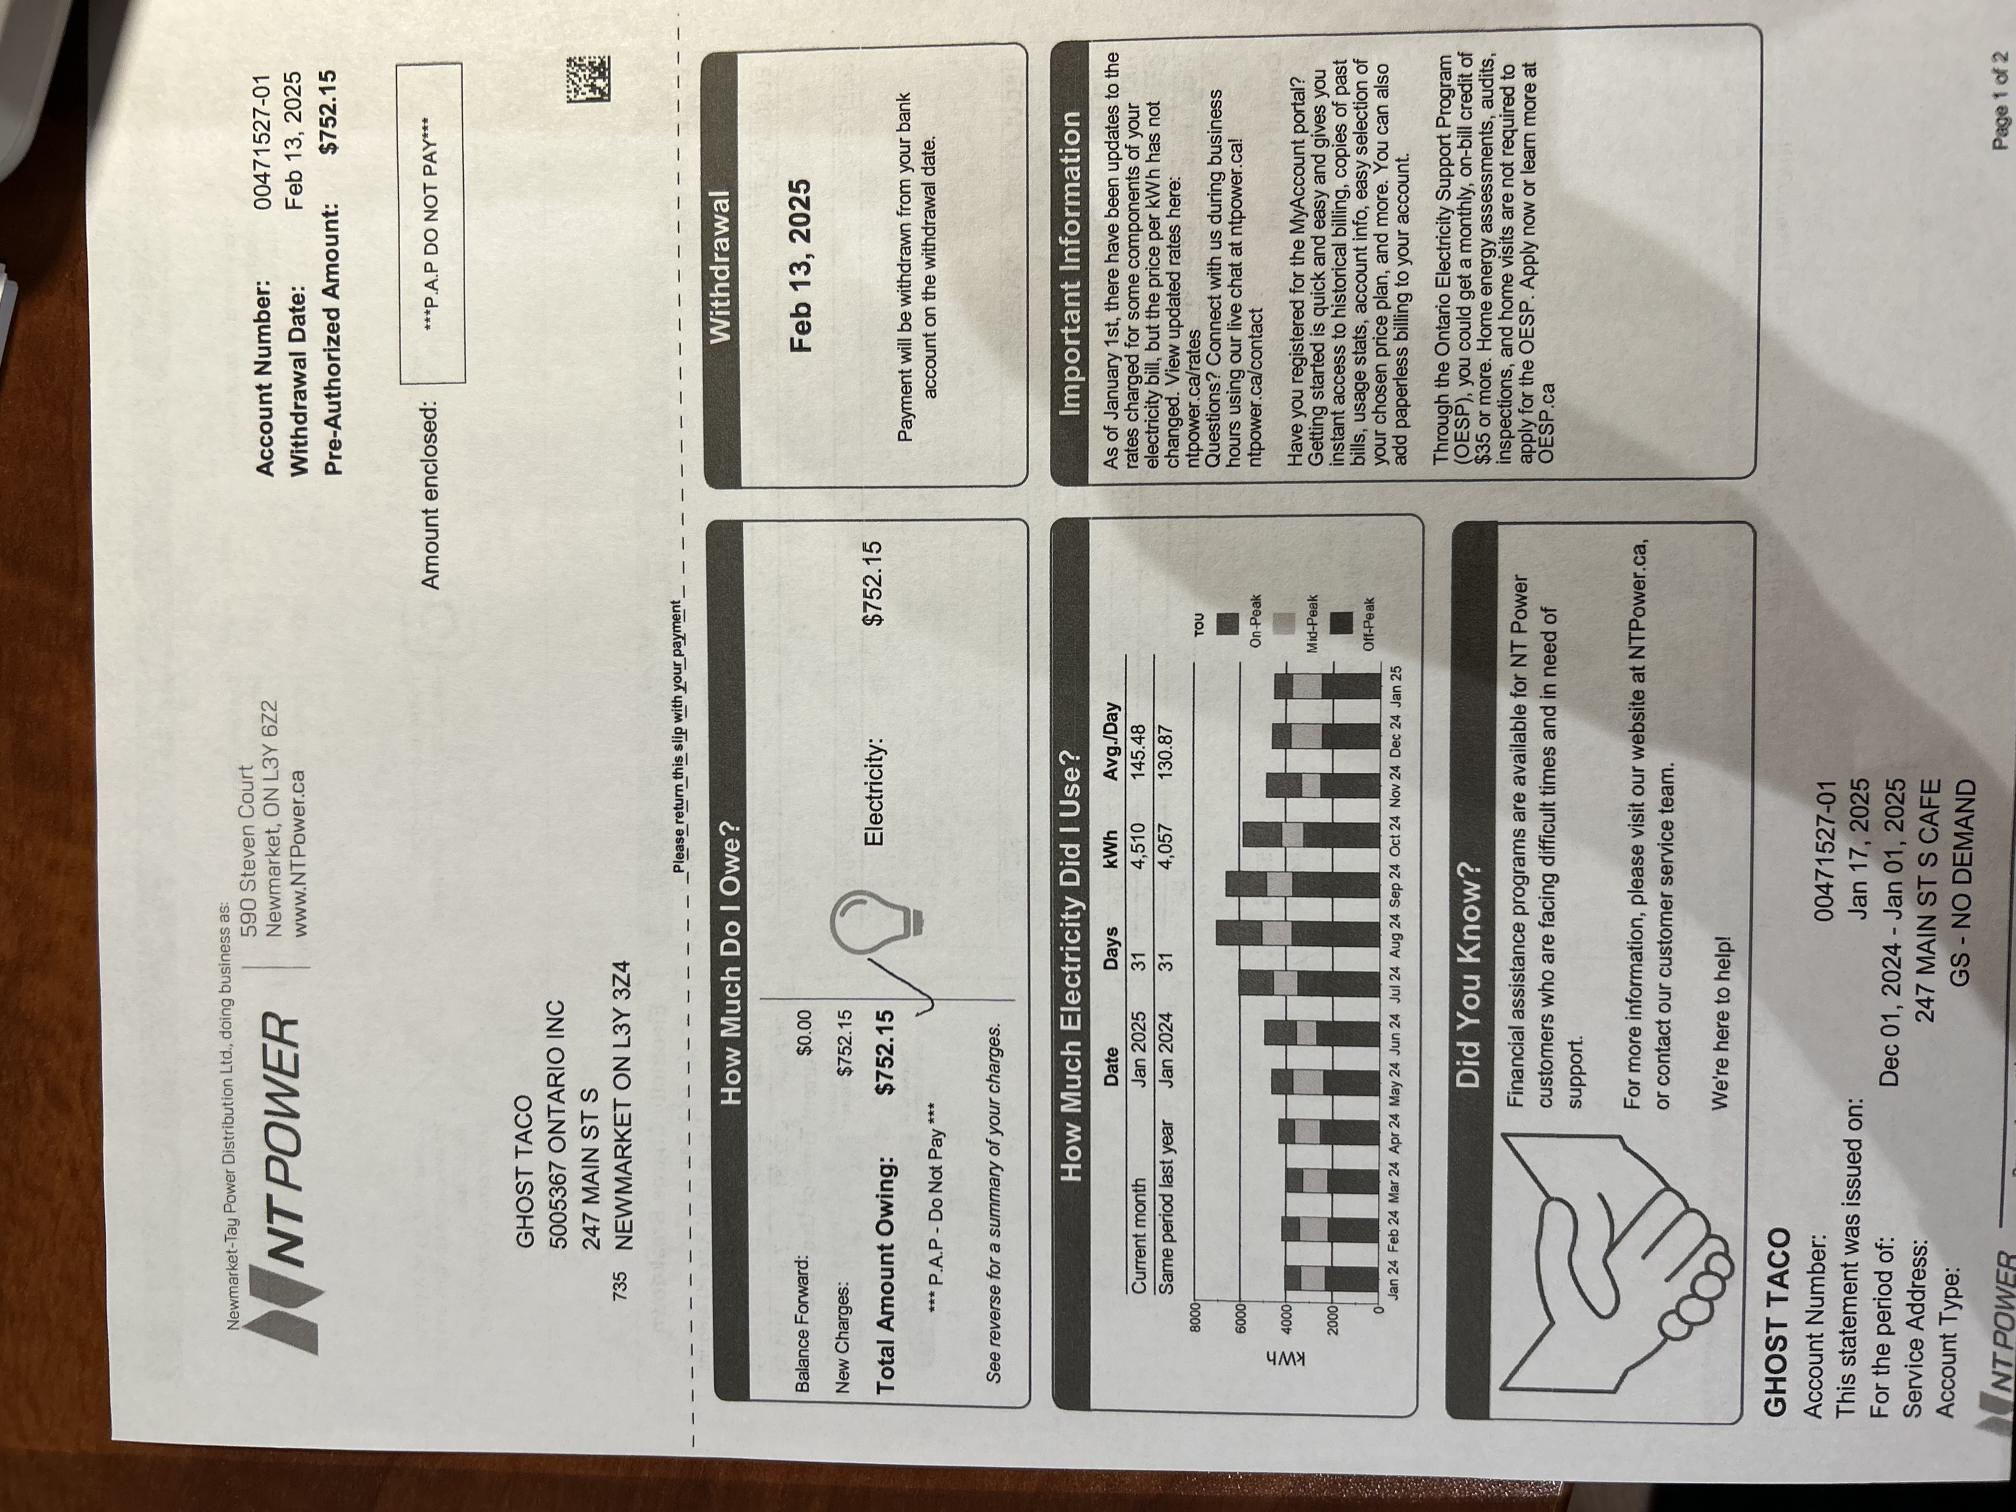 Newmarket-Tay Power Distribution Ltd., doing business as:
NT POWER
590 Steven Court
Newmarket, ON L3Y 6Z2
www.NTPower.ca
Account Number: 00471527-01
Withdrawal Date: Feb 13, 2025
Pre-Authorized Amount: $752.15
Amount enclosed: ***P.A.P DO NOT PAY***
GHOST TACO
5005367 ONTARIO INC
247 MAIN ST S
735 NEWMARKET ON L3Y 3Z4
Please return this slip with your payment
How Much Do I Owe?
Balance Forward: $0.00
New Charges: $752.15
Total Amount Owing: $752.15
*** P.A.P - Do Not Pay ***
See reverse for a summary of your charges.
Electricity: $752.15
Withdrawal
Feb 13, 2025
Payment will be withdrawn from your bank
account on the withdrawal date.
How Much Electricity Did I Use?
Date Days kWh Avg./Day
Current month Jan 2025 31 4,510 145.48
Same period last year Jan 2024 31 4,057 130.87
8000
6000
4000
2000
0
kWh
Jan 24 Feb 24 Mar 24 Apr 24 May 24 Jun 24 Jul 24 Aug 24 Sep 24 Oct 24 Nov 24 Dec 24 Jan 25
TOU
On-Peak
Mid-Peak
Off-Peak
Important Information
As of January 1st, there have been updates to the
rates charged for some components of your
electricity bill, but the price per kWh has not
changed. View updated rates here:
ntpower.ca/rates
Questions? Connect with us during business
hours using our live chat at ntpower.ca!
ntpower.ca/contact
Have you registered for the MyAccount portal?
Getting started is quick and easy and gives you
instant access to historical billing, copies of past
bills, usage stats, account info, easy selection of
your chosen price plan, and more. You can also
add paperless billing to your account.
Through the Ontario Electricity Support Program
(OESP), you could get a monthly, on-bill credit of
$35 or more. Home energy assessments, audits,
inspections, and home visits are not required to
apply for the OESP. Apply now or learn more at
OESP.ca
Did You Know?
Financial assistance programs are available for NT Power
customers who are facing difficult times and in need of
support.
For more information, please visit our website at NTPower.ca,
or contact our customer service team.
We're here to help!
GHOST TACO
Account Number: 00471527-01
This statement was issued on: Jan 17, 2025
For the period of: Dec 01, 2024 - Jan 01, 2025
Service Address: 247 MAIN ST S CAFE
Account Type: GS - NO DEMAND
NT POWER
Page 1 of 2